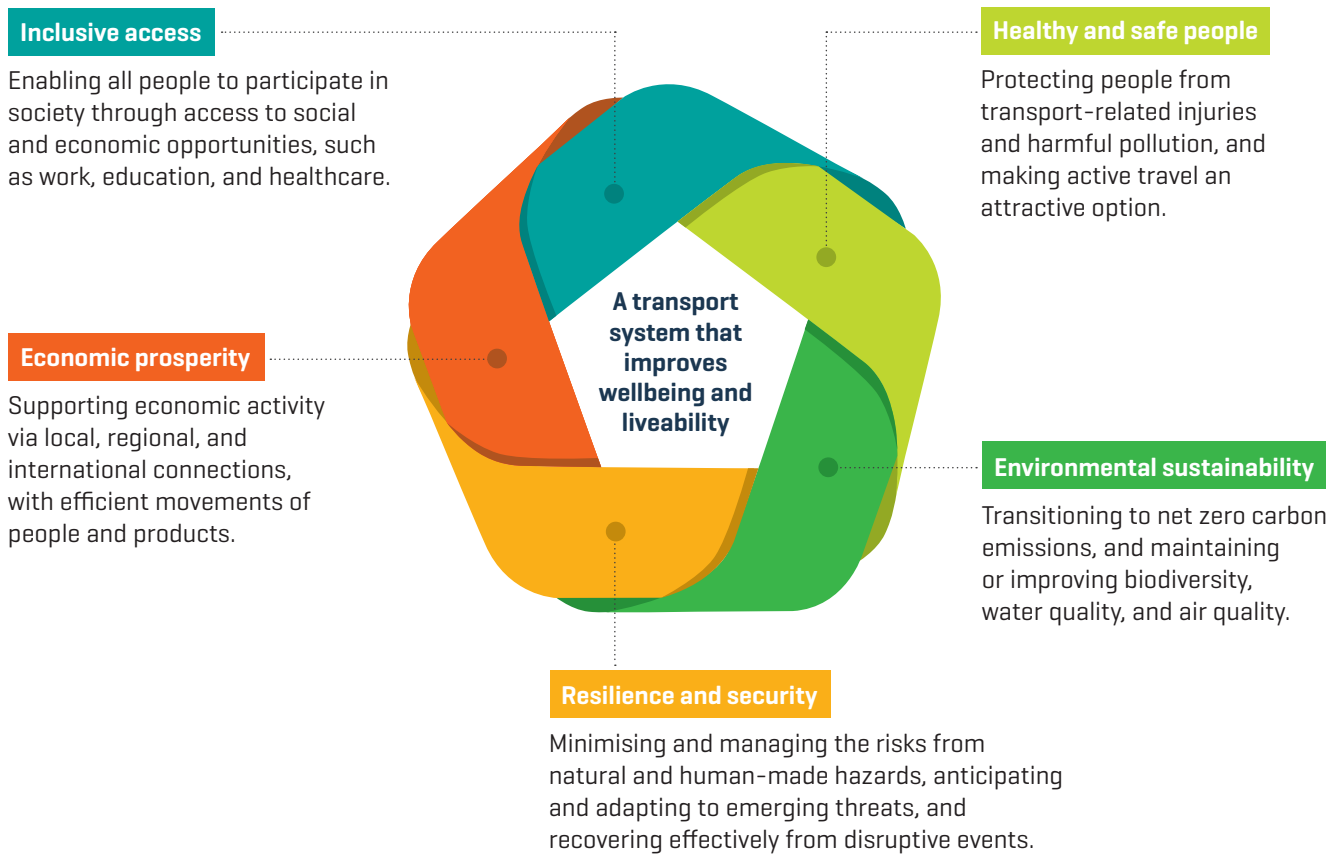 Inclusive access
Enabling all people to participate in
society through access to social
and economic opportunities, such
as work, education, and healthcare.
Healthy and safe people
Protecting people from
transport-related injuries
and harmful pollution, and
making active travel an
attractive option.
A transport
system that
improves
wellbeing and
liveability
Economic prosperity
Supporting economic activity
via local, regional, and
international connections,
with efficient movements of
people and products.
Environmental sustainability
Transitioning to net zero carbon
emissions, and maintaining
or improving biodiversity,
water quality, and air quality.
Resilience and security
Minimising and managing the risks from
natural and human-made hazards, anticipating
and adapting to emerging threats, and
recovering effectively from disruptive events.